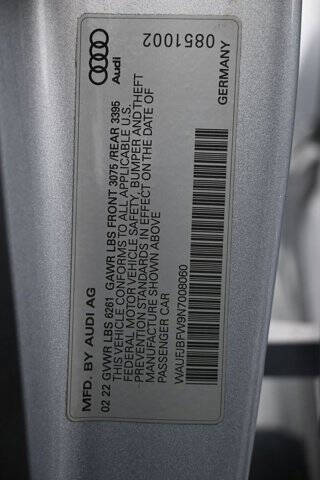 MFD. BY AUDI AG
02 22 GVWR LBS 6261 GAWR LBS FRONT 3075 /REAR 3395
THIS VEHICLE CONFORMS TO ALL APPLICABLE U.S.
FEDERAL MOTOR VEHICLE SAFETY, BUMPER AND THEFT
PREVENTION STANDARDS IN EFFECT ON THE DATE OF
MANUFACTURE SHOWN ABOVE
PASSENGER CAR
WAUFJBFW9N7008060
GERMANY
0851002
Audi